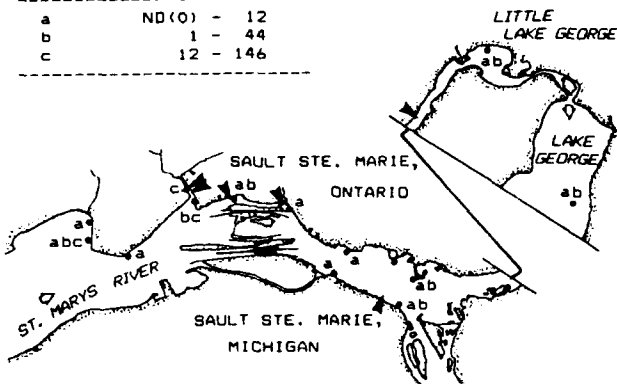 a ND(0) - 12
b 1 - 44
c 12 - 146
LITTLE
LAKE GEORGE
ab
LAKE
GEORGE
ab
SAULT STE. MARIE,
ONTARIO
c
ab
a
bc
a
abc
a
a
a
ab
ab
ST. MARYS RIVER
SAULT STE. MARIE,
MICHIGAN